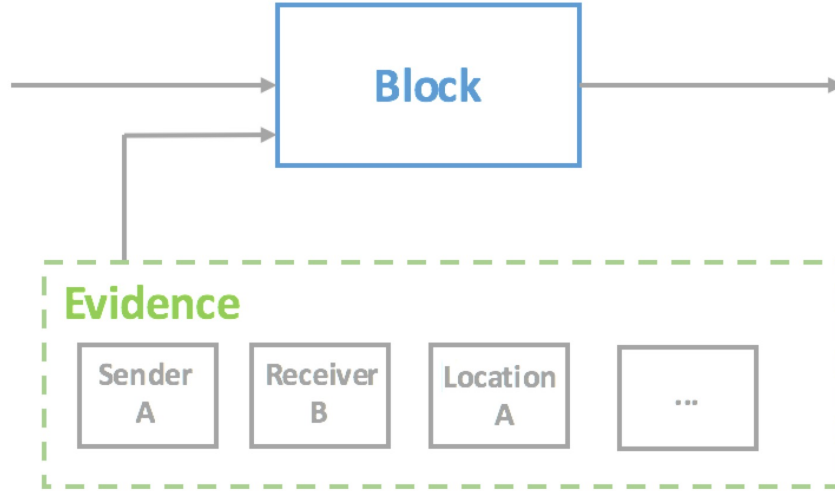 Block
Evidence
Sender
A
Receiver
B
Location
A
...